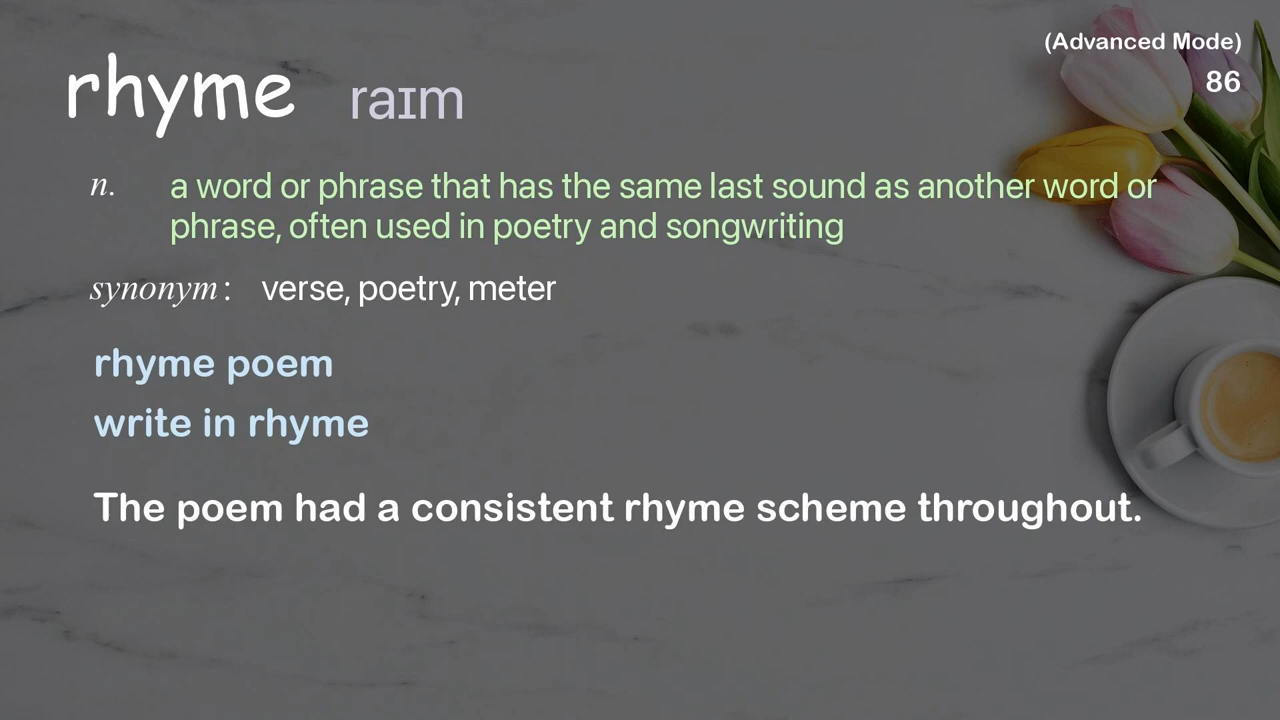 (Advanced Mode)
86
rhyme raɪm
n. a word or phrase that has the same last sound as another word or
phrase, often used in poetry and songwriting
synonym: verse, poetry, meter
rhyme poem
write in rhyme
The poem had a consistent rhyme scheme throughout.